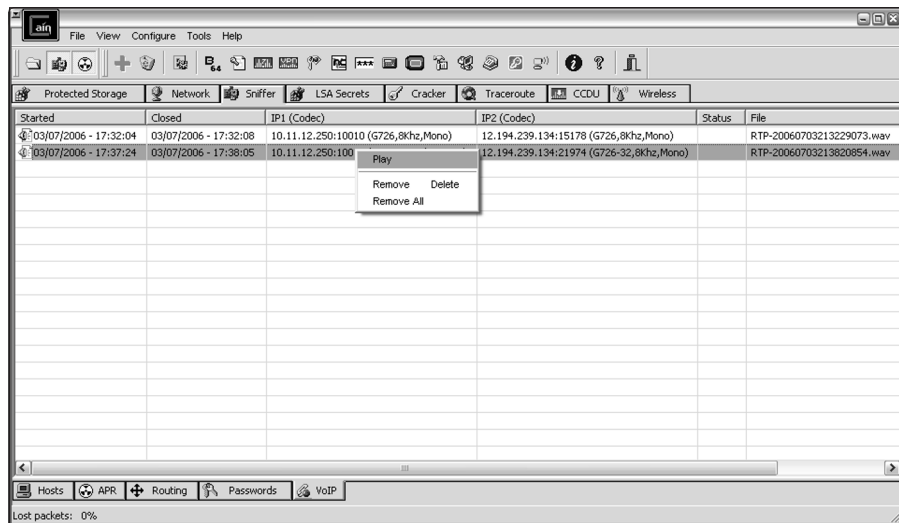 aín
File View Configure Tools Help
B64 nc ***
Protected Storage Network Sniffer LSA Secrets Cracker Traceroute CCDU Wireless
Started Closed IP1 (Codec) IP2 (Codec) Status File
03/07/2006 - 17:32:04 03/07/2006 - 17:32:08 10.11.12.250:10010 (G726,8Khz,Mono) 12.194.239.134:15178 (G726,8Khz,Mono) RTP-20060703213229073.wav
03/07/2006 - 17:37:24 03/07/2006 - 17:38:05 10.11.12.250:100 12.194.239.134:21974 (G726-32,8Khz,Mono) RTP-20060703213820854.wav
Play
Remove Delete
Remove All
Hosts APR Routing Passwords VoIP
Lost packets: 0%